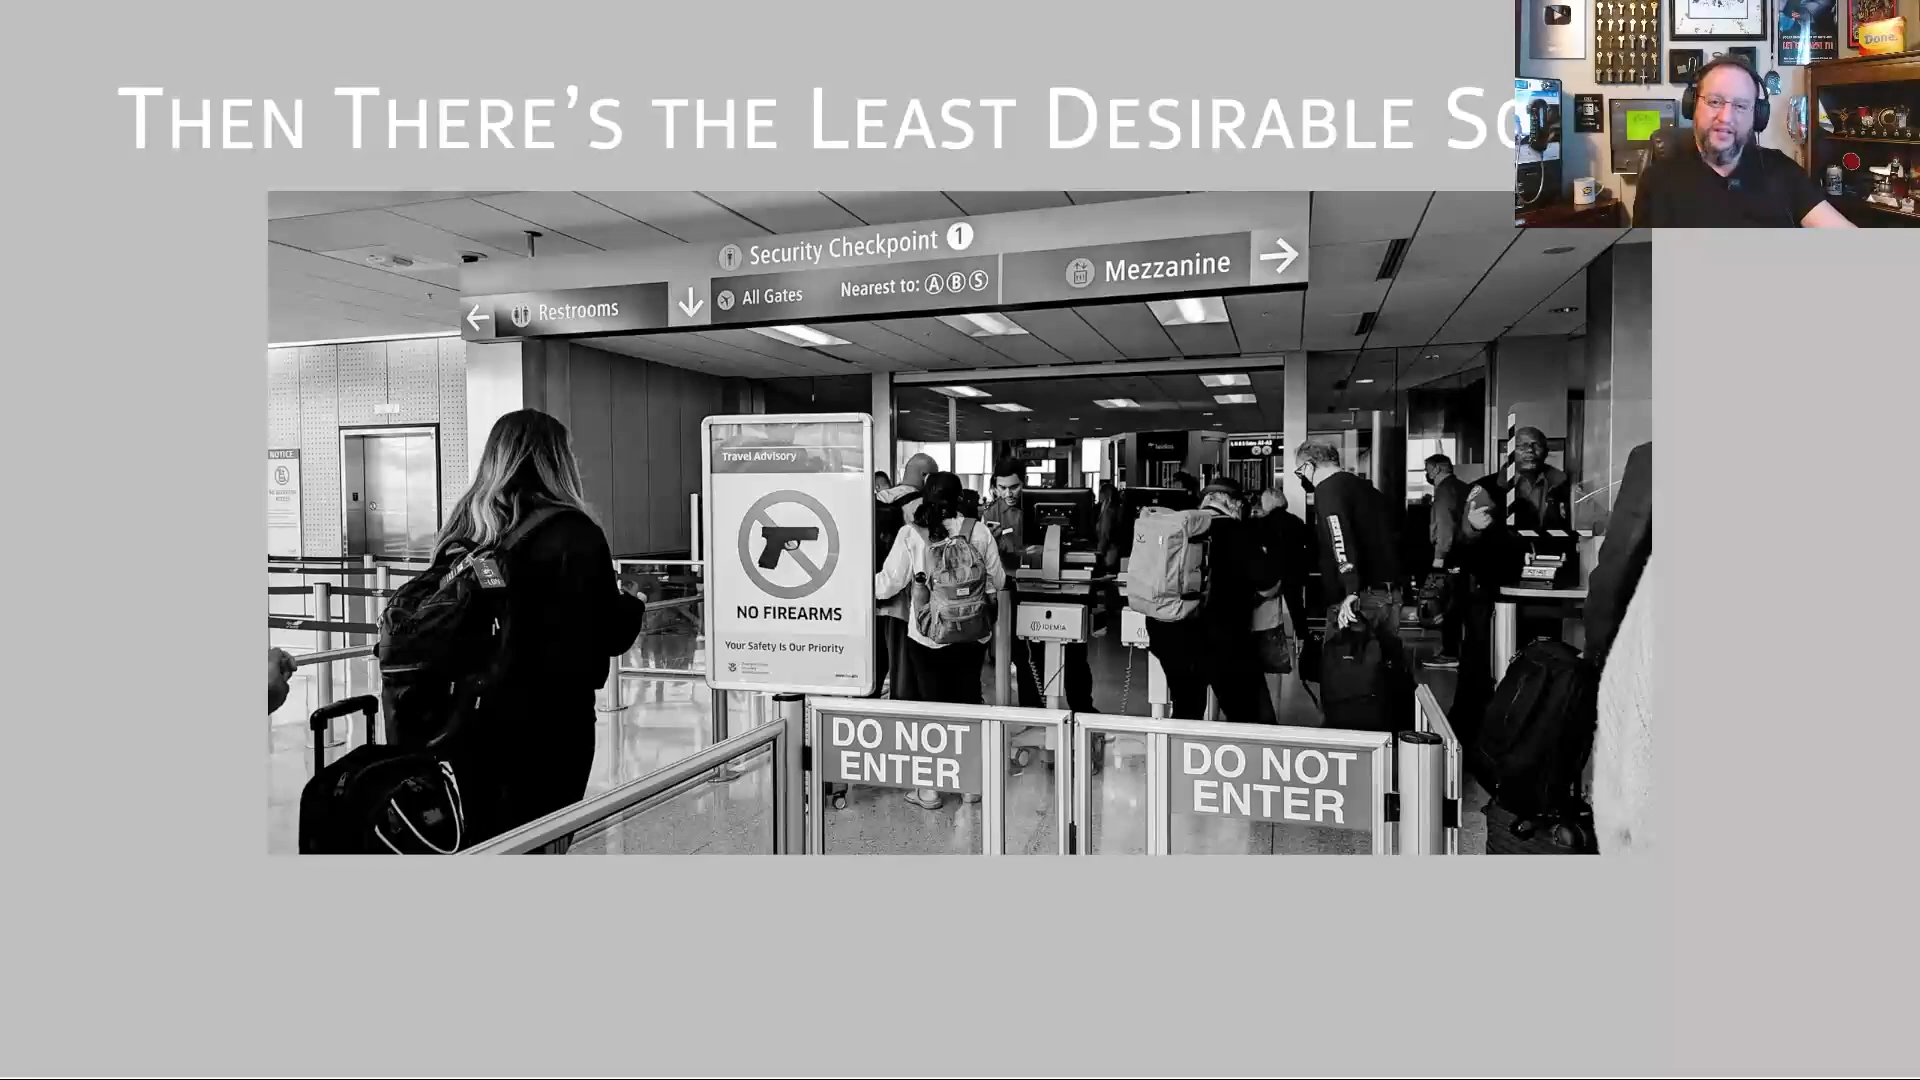 THEN THERE'S THE LEAST DESIRABLE
Done.
Security Checkpoint 1
Restrooms
All Gates
Nearest to: A B S
Mezzanine
NOTICE
Travel Advisory
NO FIREARMS
Your Safety Is Our Priority
IDEMIA
DO NOT
ENTER
DO NOT
ENTER